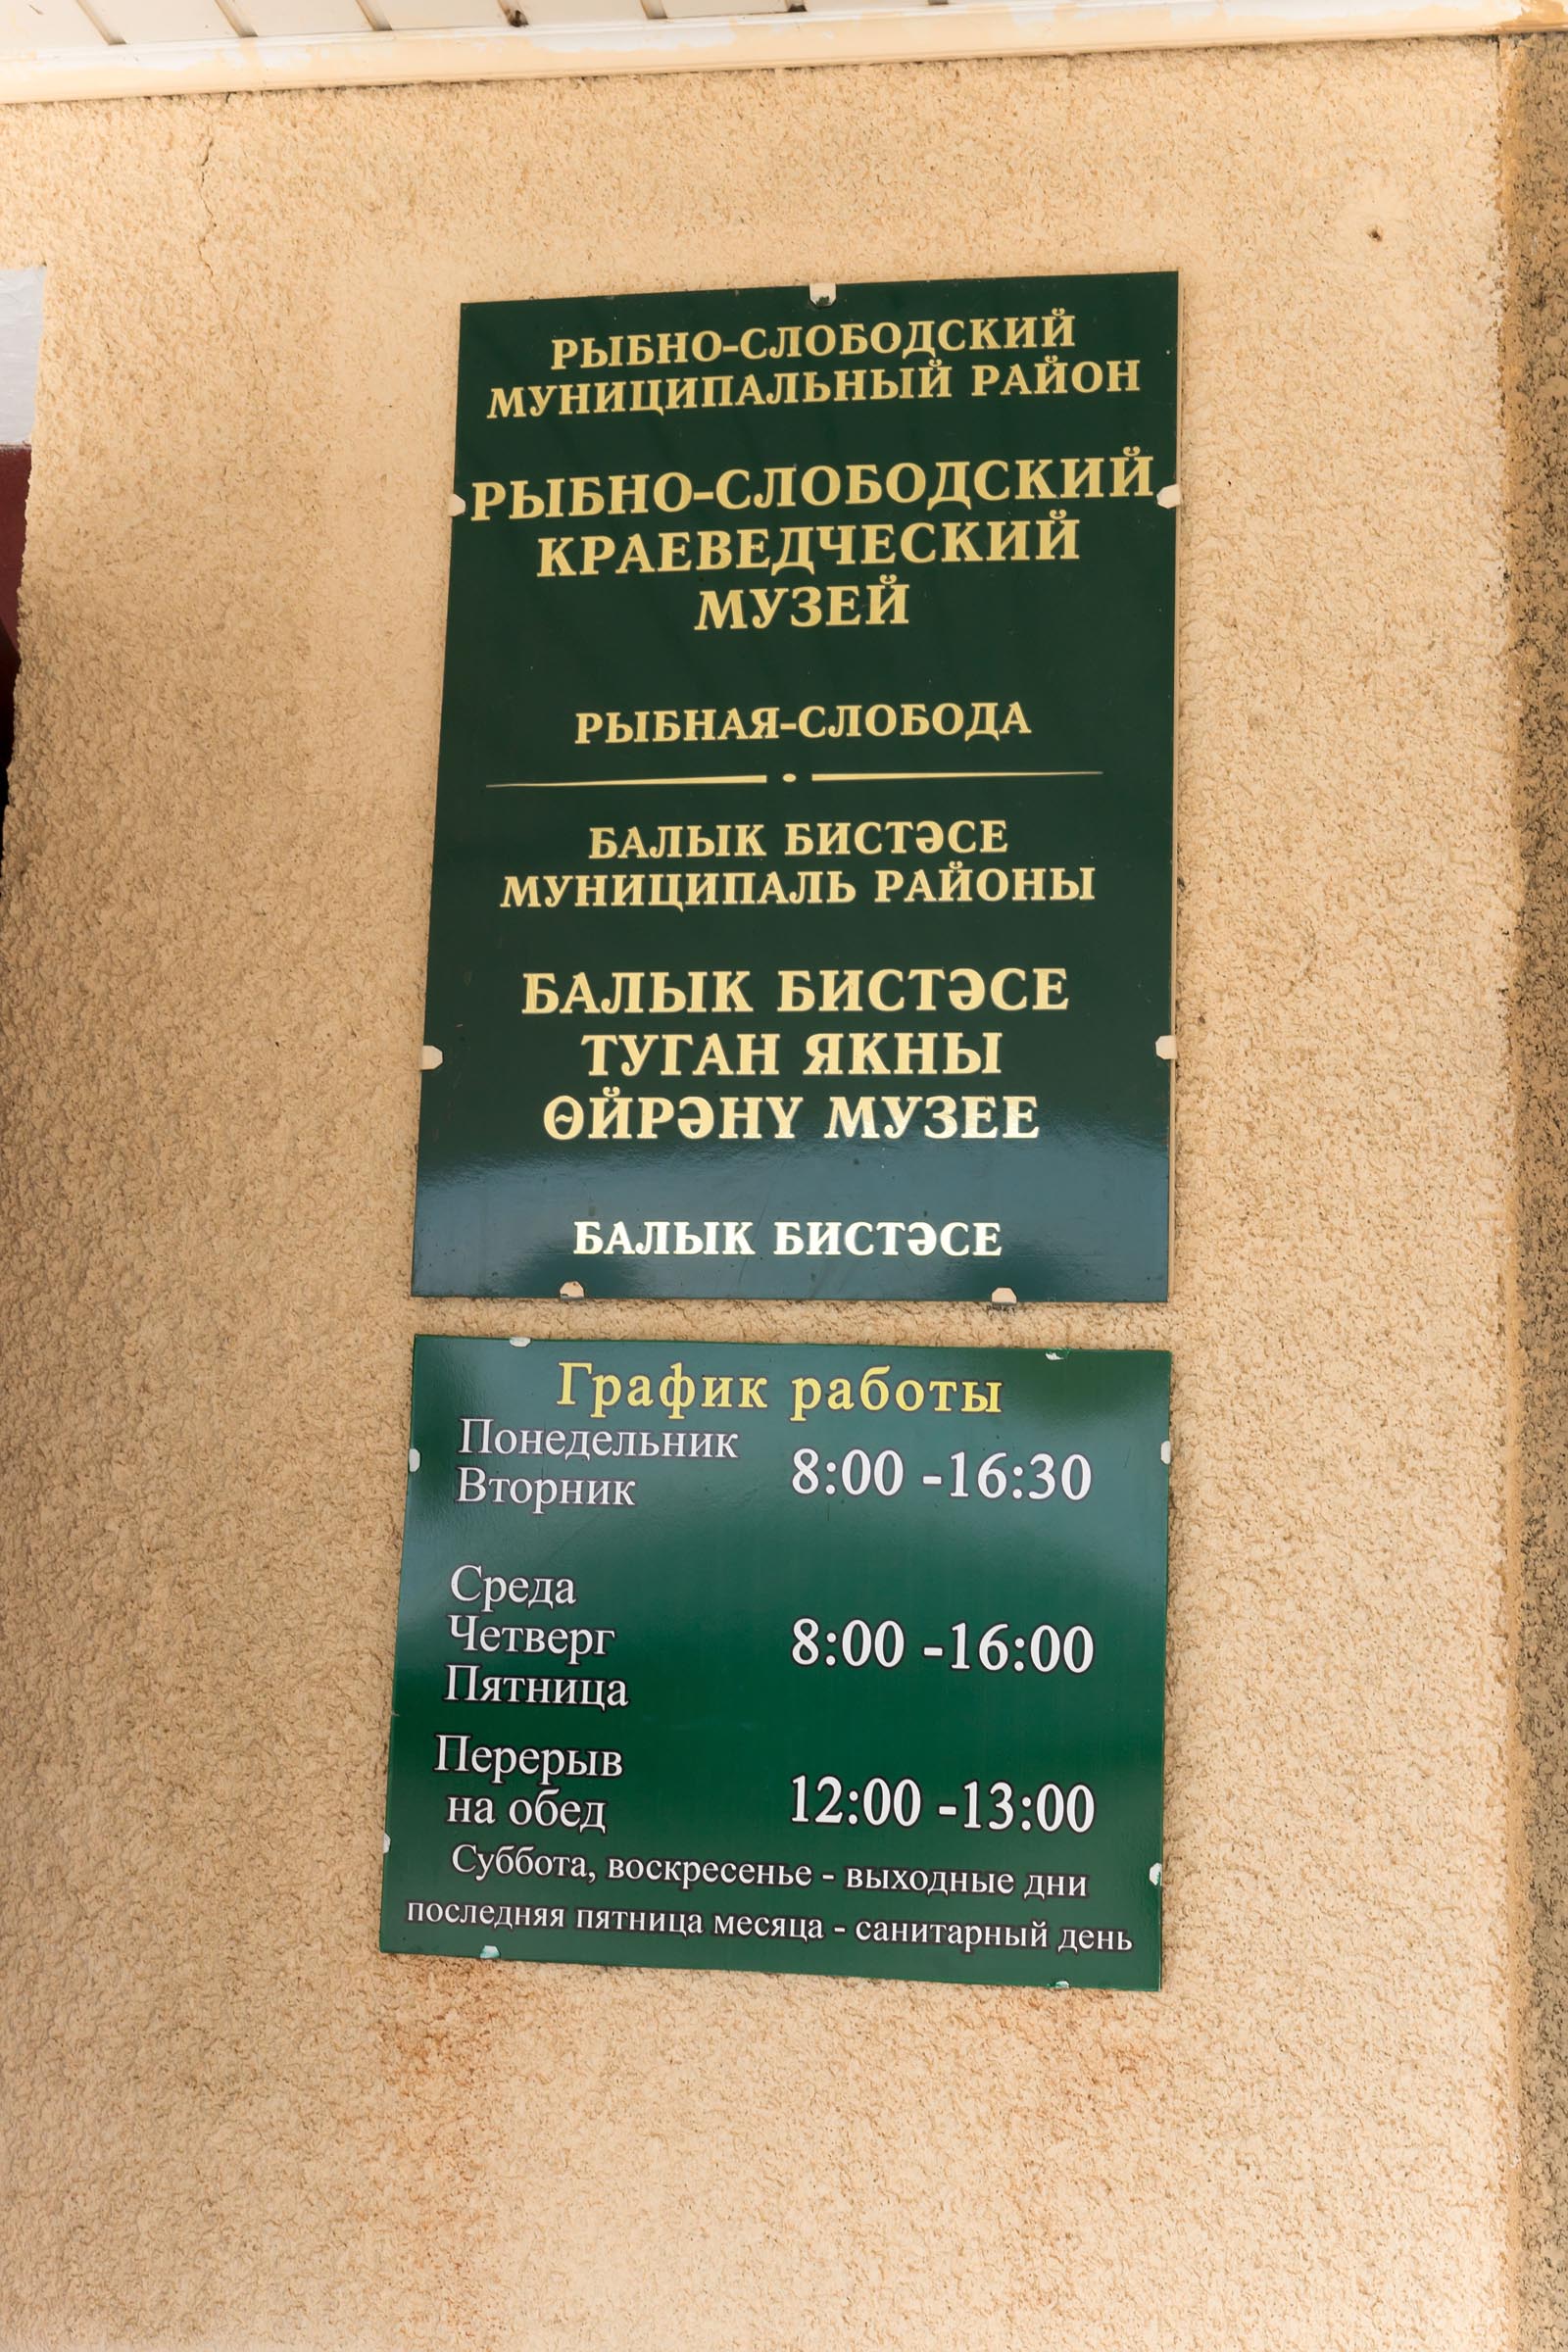 РЫБНО-СЛОБОДСКИЙ
МУНИЦИПАЛЬНЫЙ РАЙОН
РЫБНО-СЛОБОДСКИЙ
КРАЕВЕДЧЕСКИЙ
МУЗЕЙ
РЫБНАЯ-СЛОБОДА
БАЛЫК БИСТӘСЕ
МУНИЦИПАЛЬ РАЙОНЫ
БАЛЫК БИСТӘСЕ
ТУГАН ЯКНЫ
ӨЙРӘНҮ МУЗЕЕ
БАЛЫК БИСТӘСЕ
График работы
Понедельник
Вторник 8:00 -16:30
Среда
Четверг 8:00 -16:00
Пятница
Перерыв
на обед 12:00 -13:00
Суббота, воскресенье - выходные дни
последняя пятница месяца - санитарный день